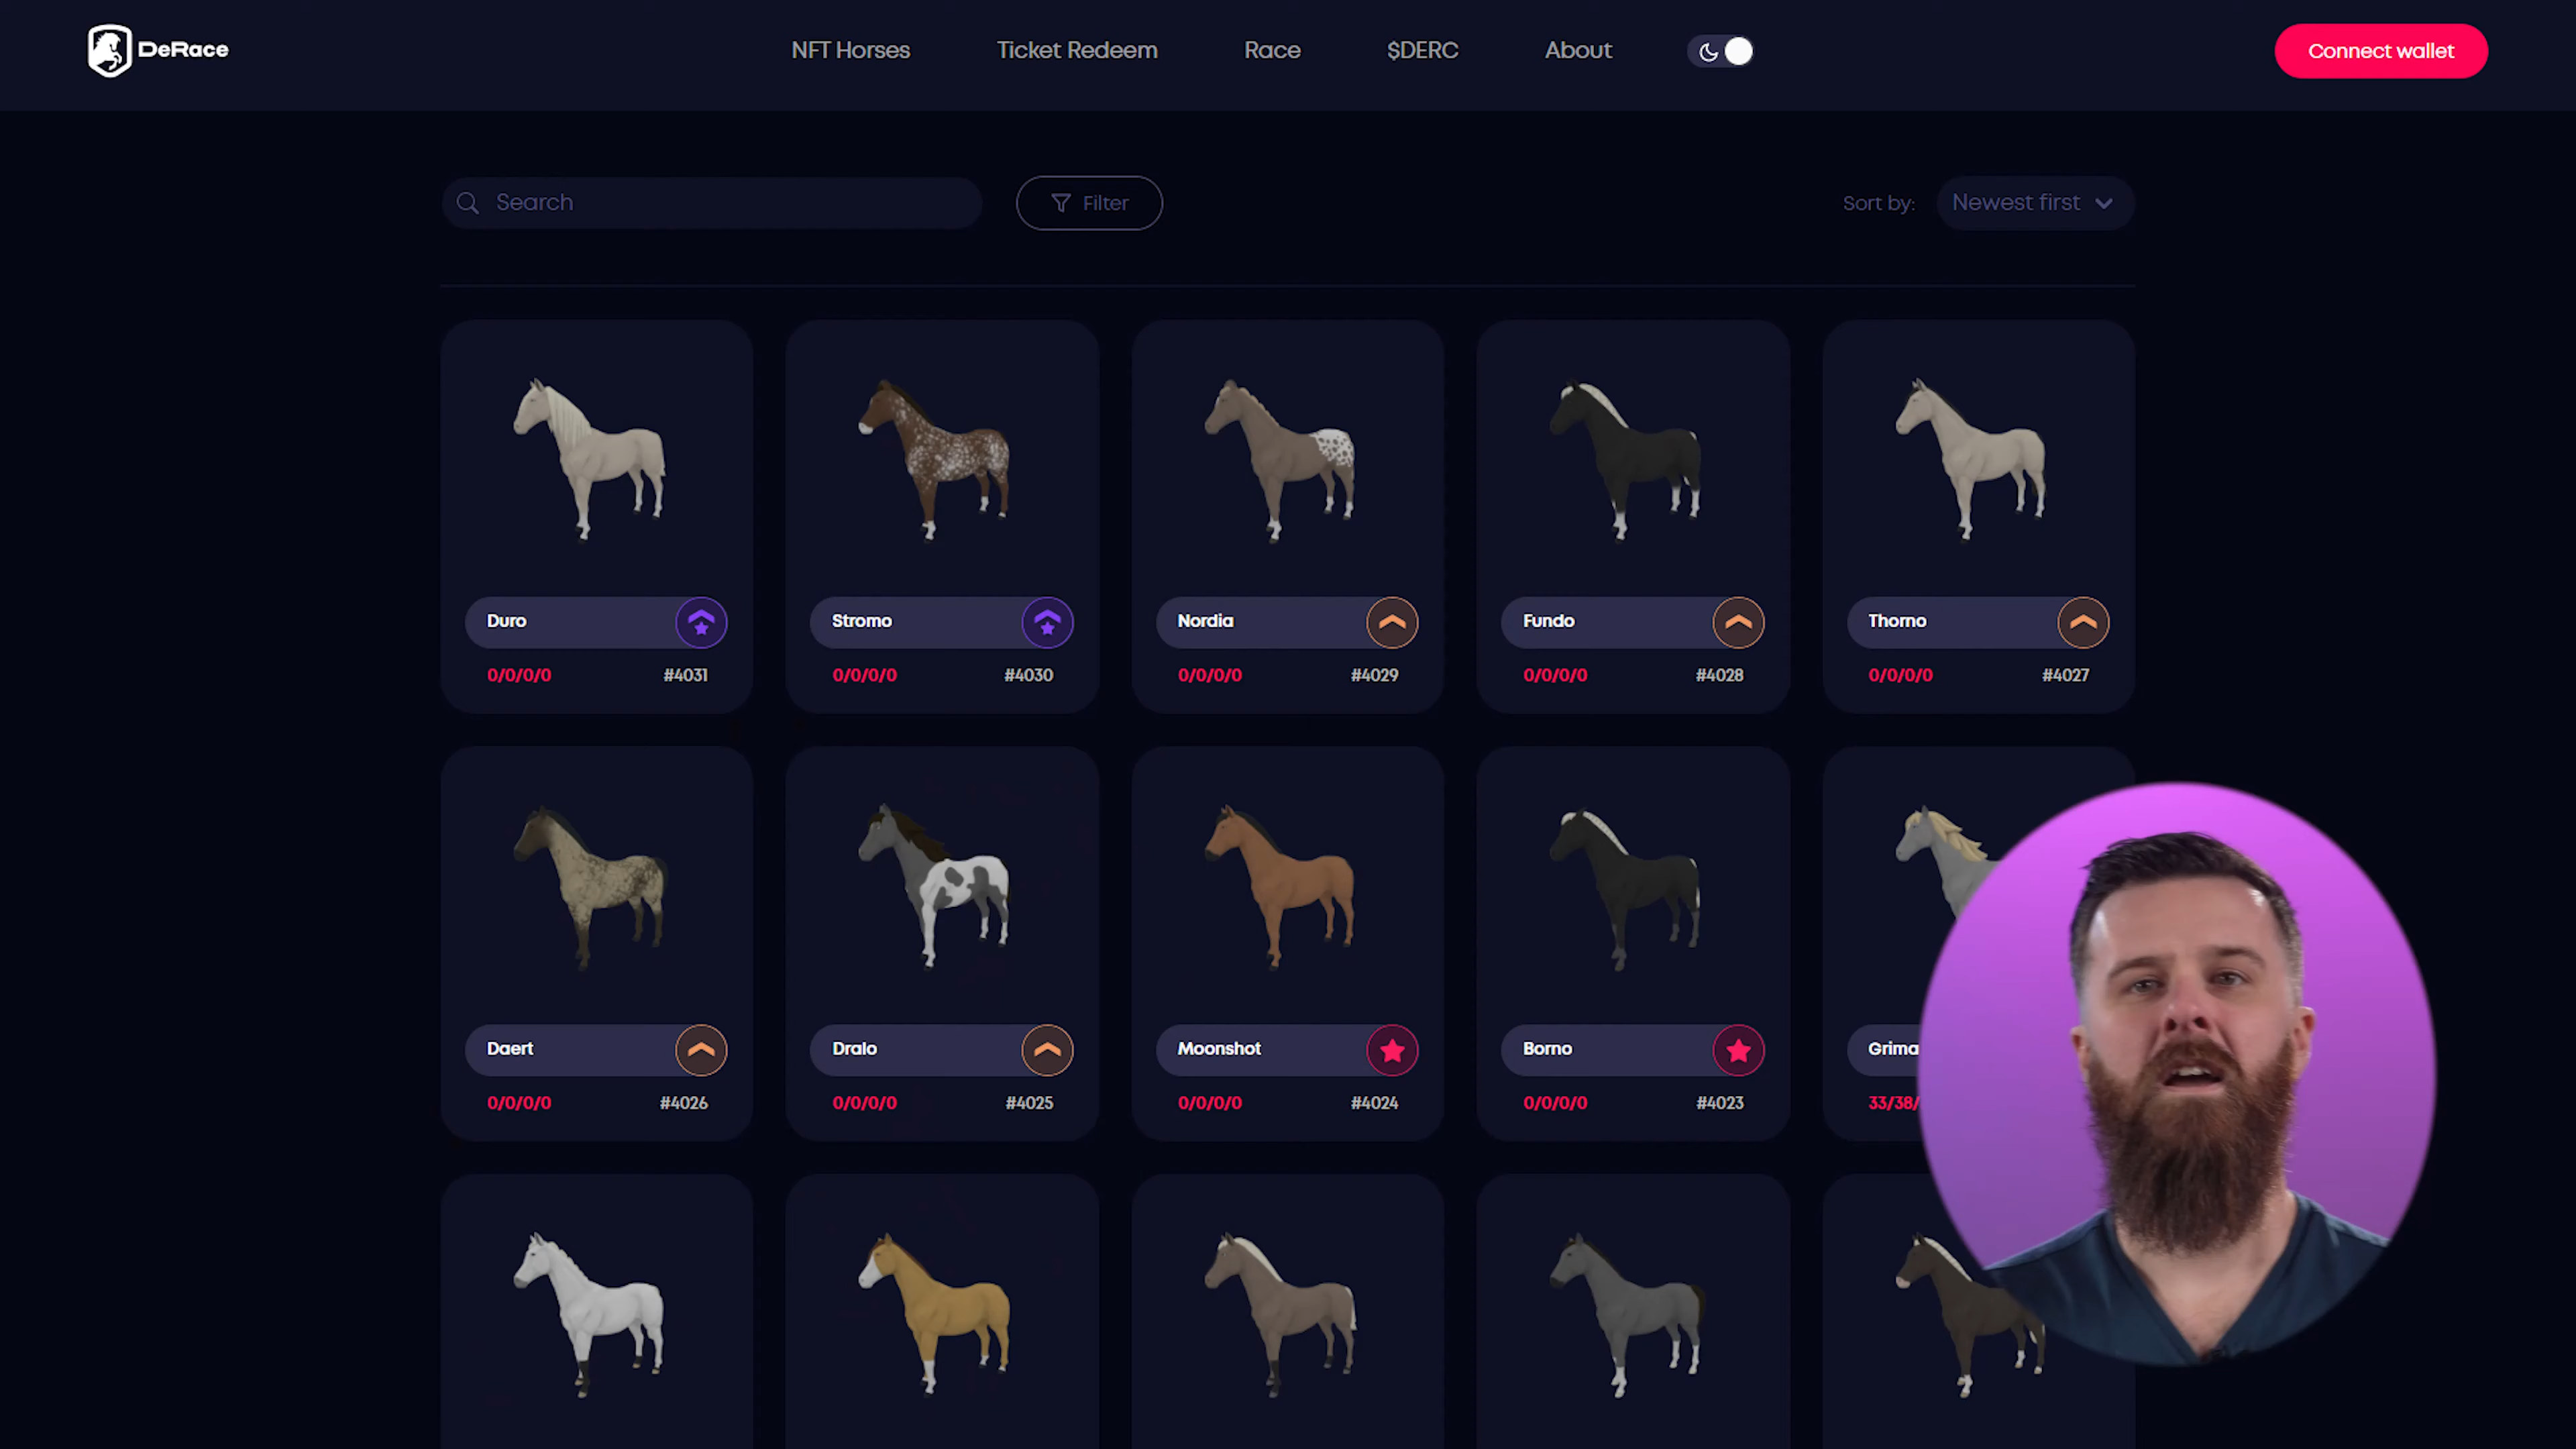 DeRace
NFT Horses Ticket Redeem Race $DERC About
Connect wallet
Search
Filter
Sort by: Newest first
Duro Stromo Nordia Fundo Thorno
0/0/0/0 #4031 0/0/0/0 #4030 0/0/0/0 #4029 0/0/0/0 #4028 0/0/0/0 #4027
Daert Dralo Moonshot Borno Grima
0/0/0/0 #4026 0/0/0/0 #4025 0/0/0/0 #4024 0/0/0/0 #4023 33/38/